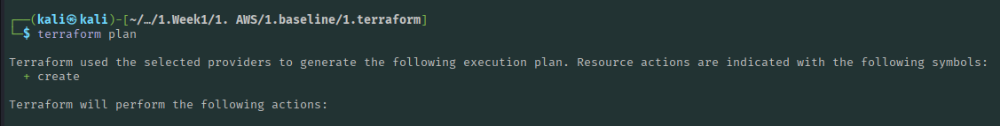 ┌──(kali㉿kali)-[~/…/1.Week1/1. AWS/1.baseline/1.terraform]
└─$ terraform plan
Terraform used the selected providers to generate the following execution plan. Resource actions are indicated with the following symbols:
+ create
Terraform will perform the following actions: